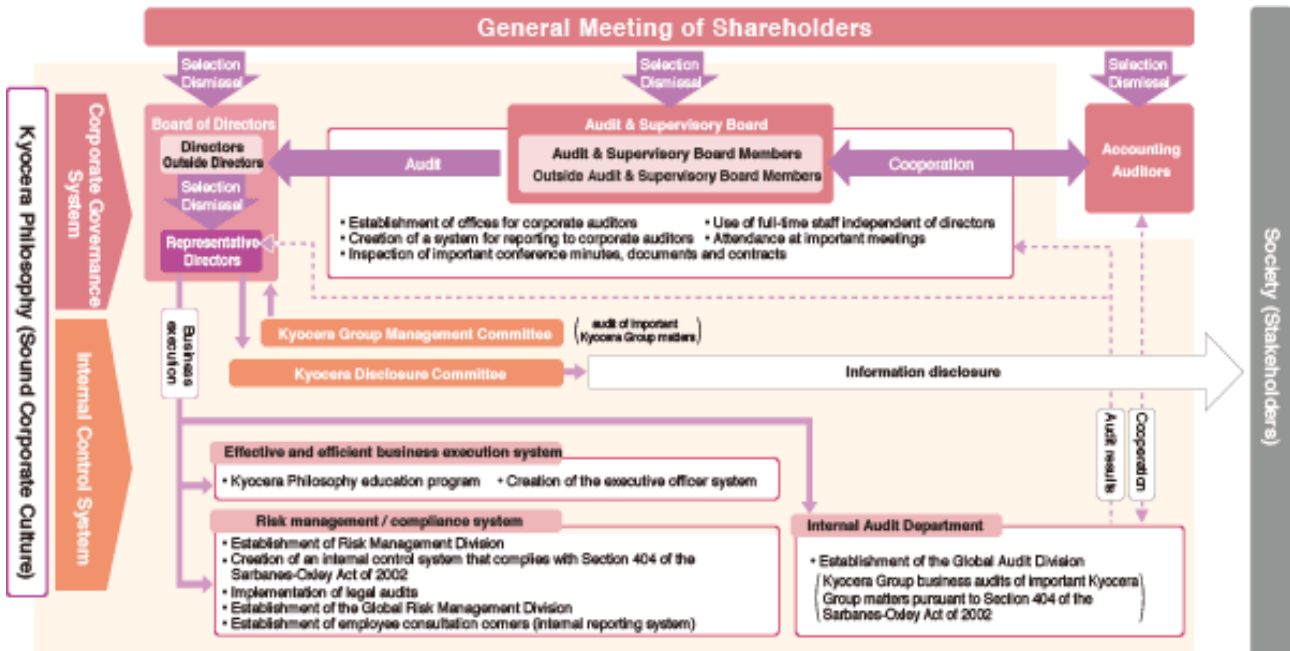 General Meeting of Shareholders
Selection
Dismissal
Selection
Dismissal
Selection
Dismissal
Kyocera Philosophy (Sound Corporate Culture)
Corporate Governance
System
Internal Control System
Board of Directors
Directors
Outside Directors
Selection
Dismissal
Representative
Directors
Audit
Audit & Supervisory Board
Audit & Supervisory Board Members
Outside Audit & Supervisory Board Members
Cooperation
Accounting
Auditors
• Establishment of offices for corporate auditors
• Use of full-time staff independent of directors
• Creation of a system for reporting to corporate auditors
• Attendance at important meetings
• Inspection of important conference minutes, documents and contracts
Business
execution
Kyocera Group Management Committee
(audit of important
Kyocera Group matters)
Kyocera Disclosure Committee
Information disclosure
Society (Stakeholders)
Audit results
Cooperation
Effective and efficient business execution system
• Kyocera Philosophy education program
• Creation of the executive officer system
Risk management / compliance system
• Establishment of Risk Management Division
• Creation of an internal control system that complies with Section 404 of the
Sarbanes-Oxley Act of 2002
• Implementation of legal audits
• Establishment of the Global Risk Management Division
• Establishment of employee consultation corners (internal reporting system)
Internal Audit Department
• Establishment of the Global Audit Division
(Kyocera Group business audits of important Kyocera
Group matters pursuant to Section 404 of the
Sarbanes-Oxley Act of 2002)